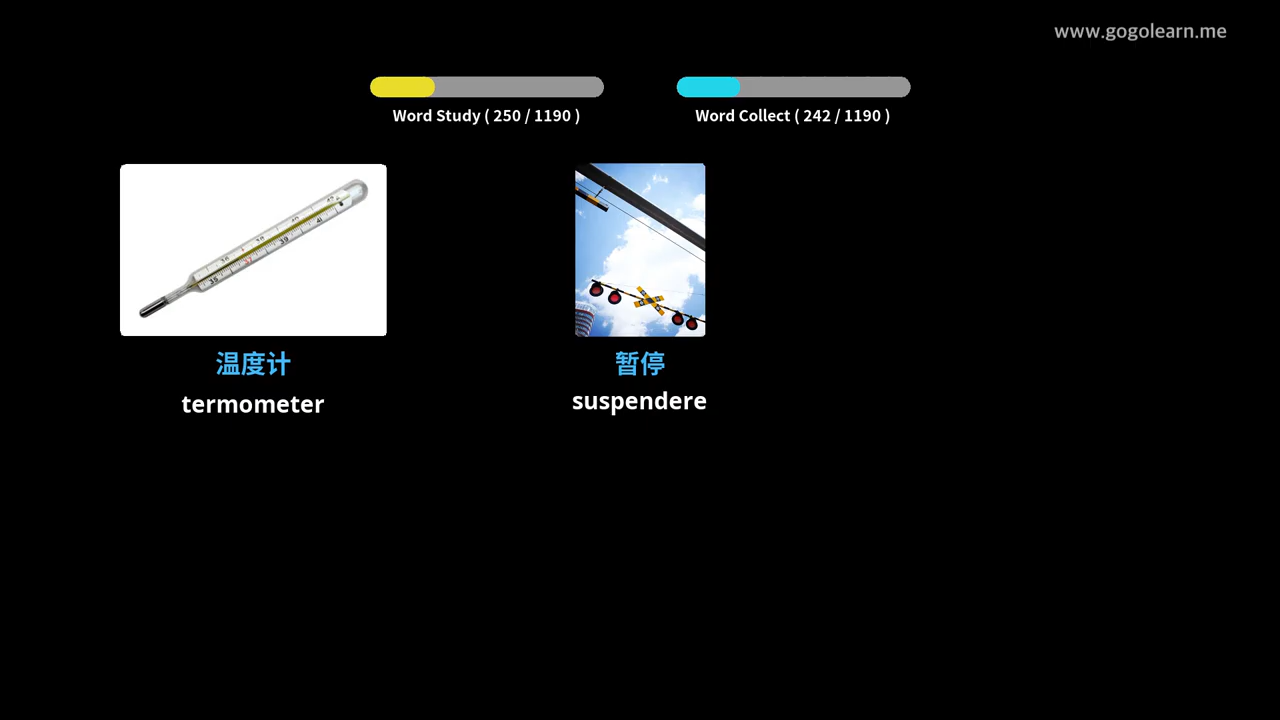 www.gogolearn.me
Word Study ( 250 / 1190 )
Word Collect ( 242 / 1190 )
温度计
termometer
暂停
suspendere